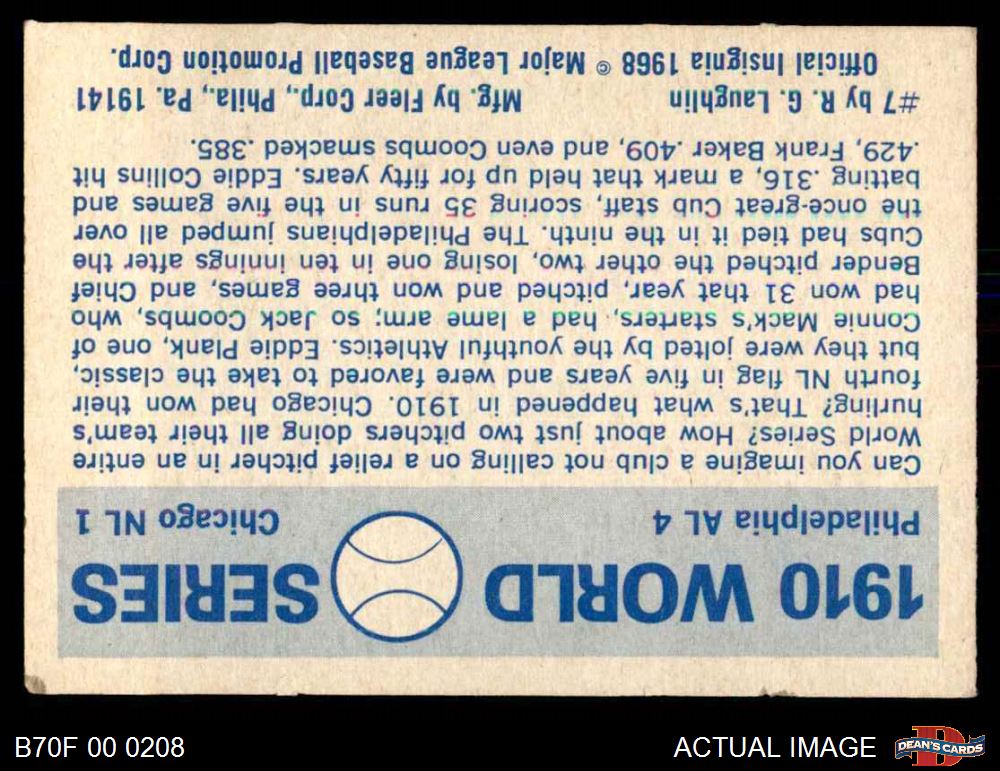 1910 WORLD SERIES
Philadelphia AL 4 Chicago NL 1
Can you imagine a club not calling on a relief pitcher in an entire
World Series? How about just two pitchers doing all their team's
hurling? That's what happened in 1910. Chicago had won their
fourth NL flag in five years and were favored to take the classic,
but they were jolted by the youthful Athletics. Eddie Plank, one of
Connie Mack's starters, had a lame arm; so Jack Coombs, who
had won 31 that year, pitched and won three games, and Chief
Bender pitched the other two, losing one in ten innings after the
Cubs had tied it in the ninth. The Philadelphians jumped all over
the once-great Cub staff, scoring 35 runs in the five games and
batting .316, a mark that held up for fifty years. Eddie Collins hit
.429, Frank Baker .409, and even Coombs smacked .385.
#7 by R. G. Laughlin Mfg. by Fleer Corp., Phila., Pa. 19141
Official Insignia 1968 © Major League Baseball Promotion Corp.
B70F 00 0208 ACTUAL IMAGE D DEAN'S CARDS